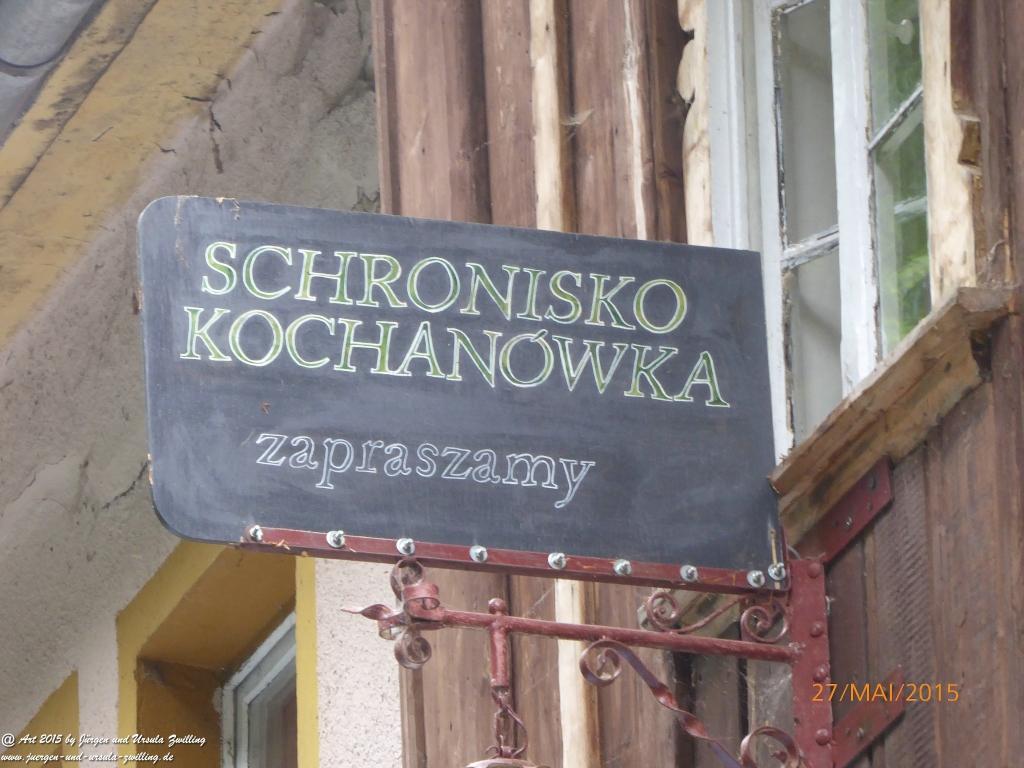 SCHRONISKO
KOCHANÓWKA
zapraszamy
27/MAI/2015
@ Art 2015 by Jürgen und Ursula Zwilling
www.juergen-und-ursula-zwilling.de